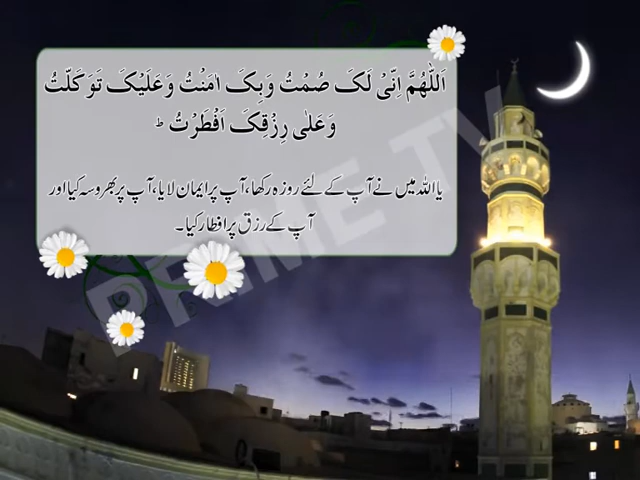 اَللّٰهُمَّ اِنِّیْ لَکَ صُمْتُ وَبِکَ اٰمَنْتُ وَعَلَیْکَ تَوَکَّلْتُ
وَعَلٰی رِزْقِکَ اَفْطَرْتُ ؕ
یا اللہ میں نے آپ کے لئے روزہ رکھا، آپ پر ایمان لایا، آپ پر بھروسہ کیا اور
آپ کے رزق پر افطار کیا۔
PRIME TV